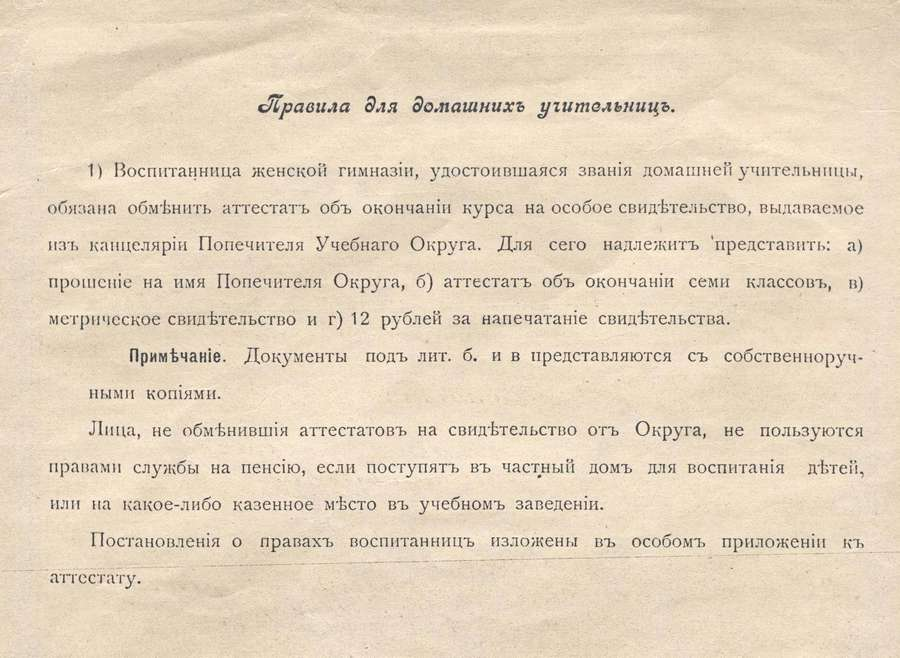 Правила для домашнихъ учительницъ.
1) Воспитанница женской гимназіи, удостоившаяся званія домашней учительницы,
обязана обмѣнить аттестатъ объ окончаніи курса на особое свидѣтельство, выдаваемое
изъ канцеляріи Попечителя Учебнаго Округа. Для сего надлежитъ представить: а)
прошеніе на имя Попечителя Округа, б) аттестатъ объ окончаніи семи классовъ, в)
метрическое свидѣтельство и г) 12 рублей за напечатаніе свидѣтельства.
Примѣчаніе. Документы подъ лит. б. и в представляются съ собственноруч-
ными копіями.
Лица, не обмѣнившія аттестатовъ на свидѣтельство отъ Округа, не пользуются
правами службы на пенсію, если поступятъ въ частный домъ для воспитанія дѣтей,
или на какое-либо казенное мѣсто въ учебномъ заведеніи.
Постановленія о правахъ воспитанницъ изложены въ особомъ приложеніи къ
аттестату.